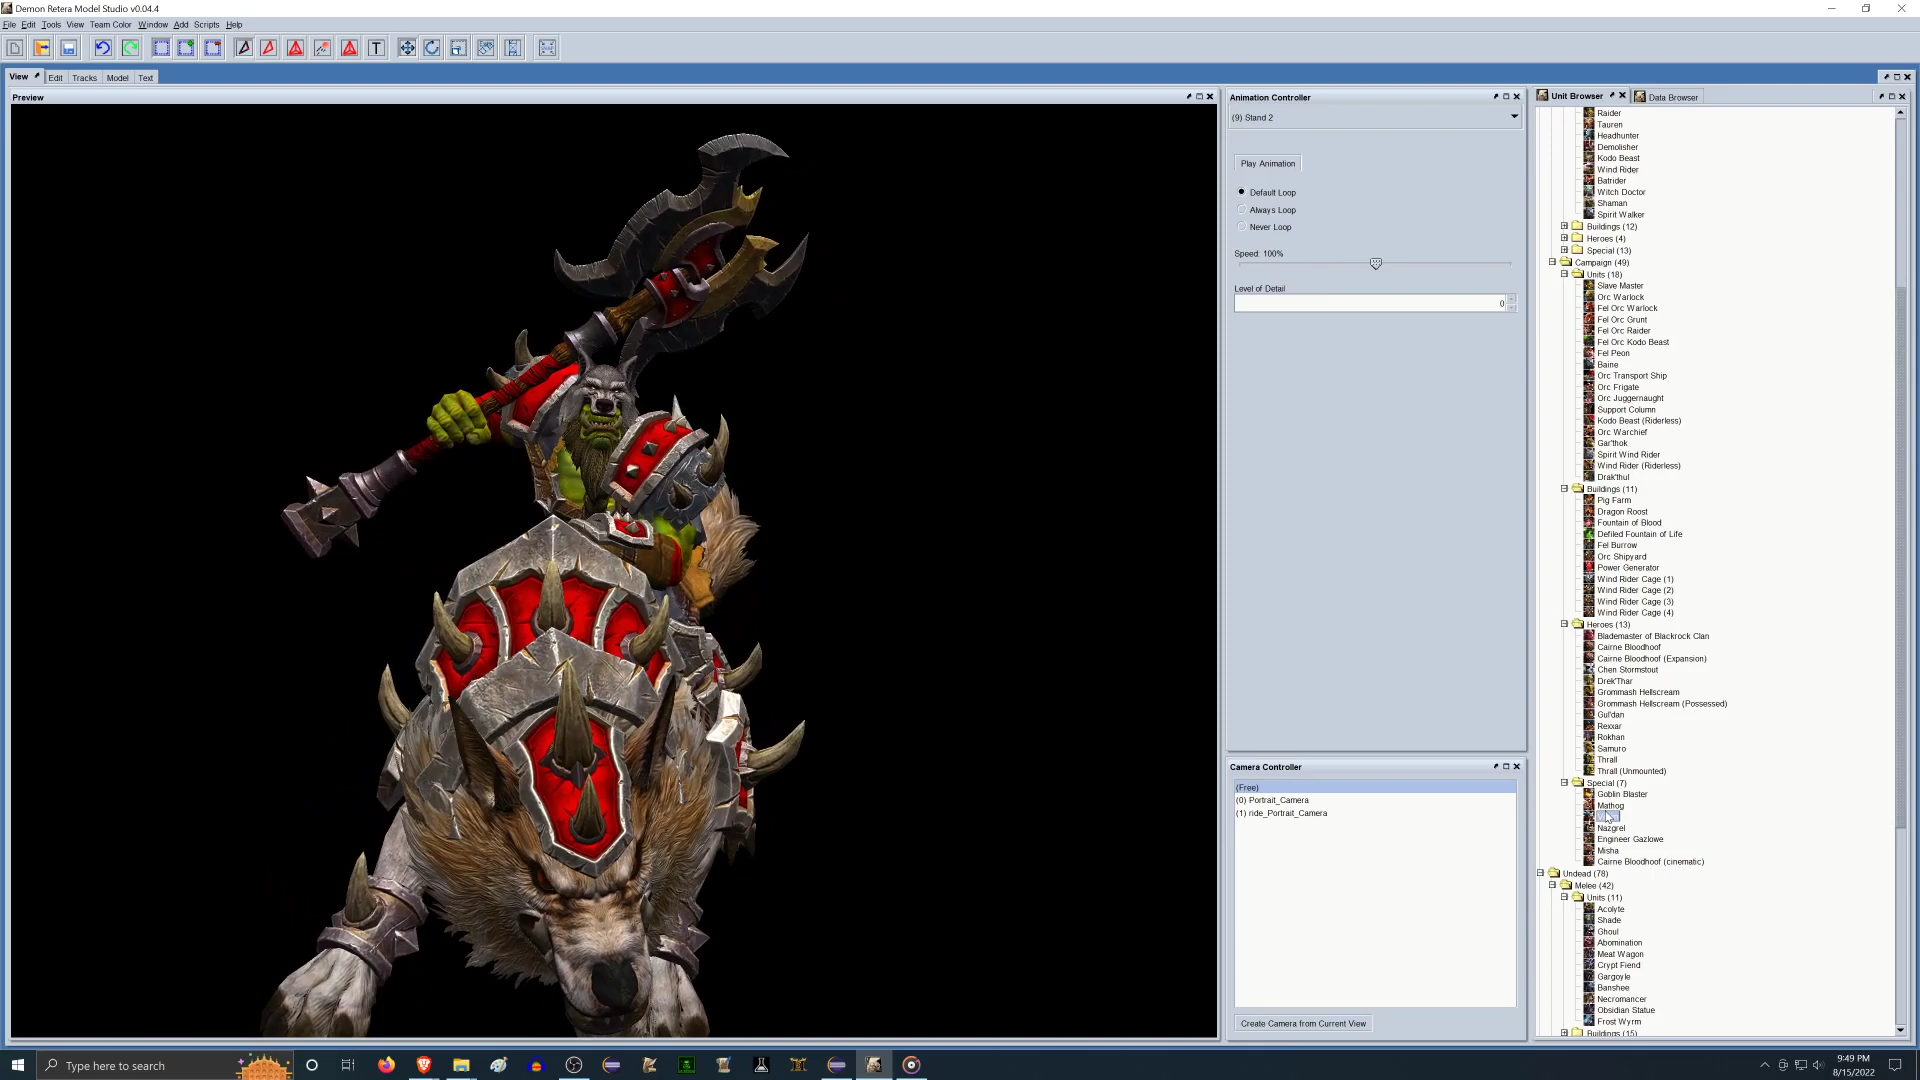 Demon Retera Model Studio v0.04.4
File Edit Tools View Team Color Window Add Scripts Help
T
View Edit Tracks Model Text
Preview
Animation Controller
(9) Stand 2
Play Animation
Default Loop
Always Loop
Never Loop
Speed: 100%
Level of Detail
0
Camera Controller
(Free)
(0) Portrait_Camera
(1) ride_Portrait_Camera
Create Camera from Current View
Unit Browser
Data Browser
Raider
Tauren
Headhunter
Demolisher
Kodo Beast
Wind Rider
Batrider
Witch Doctor
Shaman
Spirit Walker
Buildings (12)
Heroes (4)
Special (13)
Campaign (49)
Units (18)
Slave Master
Orc Warlock
Fel Orc Warlock
Fel Orc Grunt
Fel Orc Raider
Fel Orc Kodo Beast
Fel Peon
Baine
Orc Transport Ship
Orc Frigate
Orc Juggernaught
Support Column
Kodo Beast (Riderless)
Orc Warchief
Gar'thok
Spirit Wind Rider
Wind Rider (Riderless)
Drak'thul
Buildings (11)
Pig Farm
Dragon Roost
Fountain of Blood
Defiled Fountain of Life
Fel Burrow
Orc Shipyard
Power Generator
Wind Rider Cage (1)
Wind Rider Cage (2)
Wind Rider Cage (3)
Wind Rider Cage (4)
Heroes (13)
Blademaster of Blackrock Clan
Cairne Bloodhoof
Cairne Bloodhoof (Expansion)
Chen Stormstout
Drek'Thar
Grommash Hellscream
Grommash Hellscream (Possessed)
Gul'dan
Rexxar
Rokhan
Samuro
Thrall
Thrall (Unmounted)
Special (7)
Goblin Blaster
Mathog
Nazgrel
Engineer Gazlowe
Misha
Cairne Bloodhoof (cinematic)
Undead (78)
Melee (42)
Units (11)
Acolyte
Shade
Ghoul
Abomination
Meat Wagon
Crypt Fiend
Gargoyle
Banshee
Necromancer
Obsidian Statue
Frost Wyrm
Buildings (15)
Type here to search
9:49 PM
8/15/2022